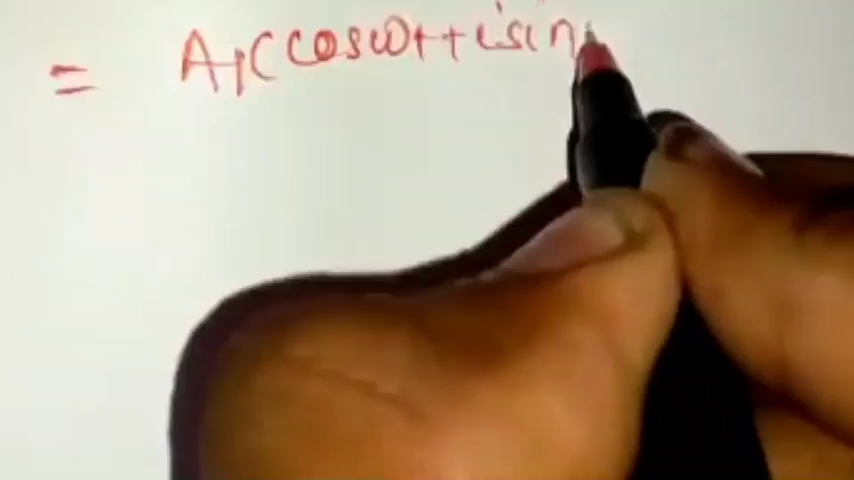 = A₁(cosωt+isin